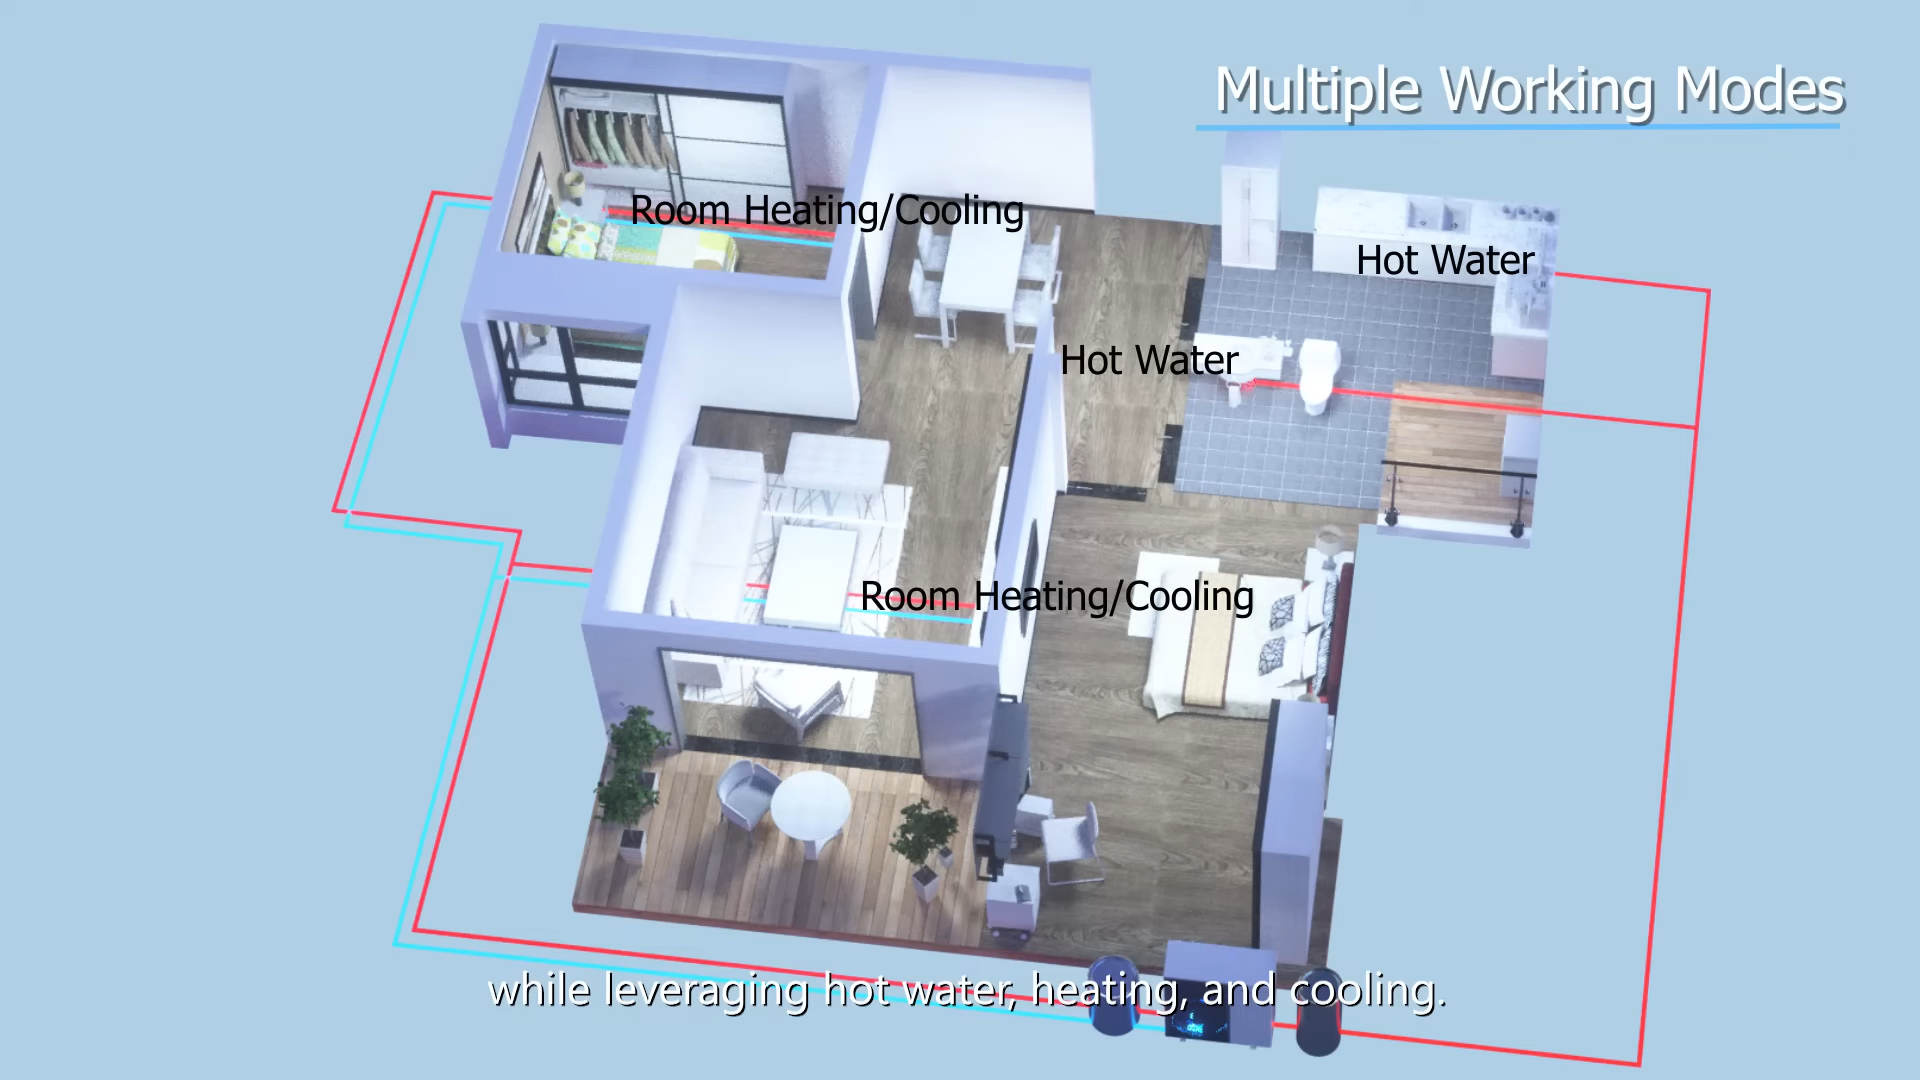 Multiple Working Modes
Room Heating/Cooling
Hot Water
Hot Water
Room Heating/Cooling
while leveraging hot water, heating, and cooling.